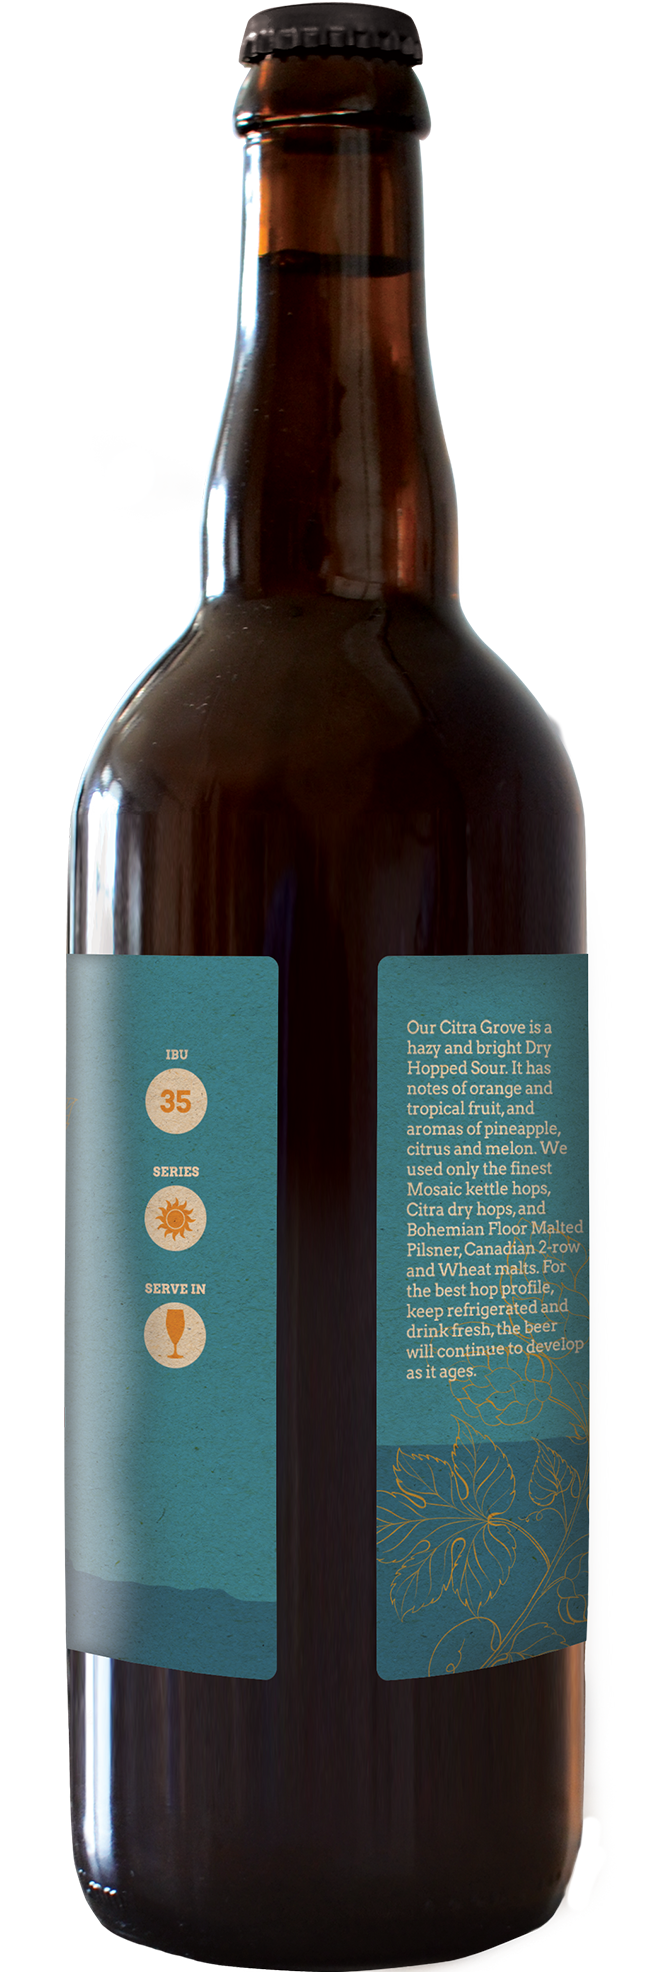 IBU
35
SERIES
SERVE IN
Our Citra Grove is a
hazy and bright Dry
Hopped Sour. It has
notes of orange and
tropical fruit, and
aromas of pineapple,
citrus and melon. We
used only the finest
Mosaic kettle hops,
Citra dry hops, and
Bohemian Floor Malted
Pilsner, Canadian 2-row
and Wheat malts. For
the best hop profile,
keep refrigerated and
drink fresh, the beer
will continue to develop
as it ages.